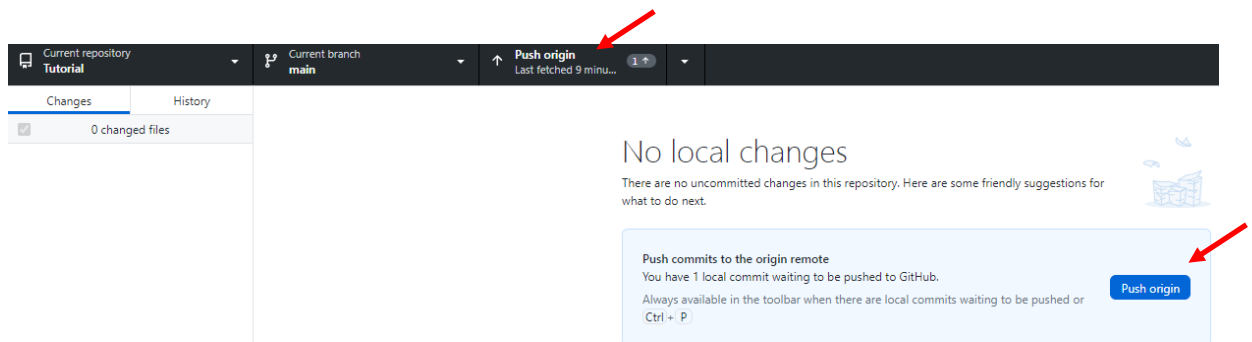 Current repository
Tutorial
Current branch
main
Push origin
Last fetched 9 minu...
1
Changes
History
0 changed files
No local changes
There are no uncommitted changes in this repository. Here are some friendly suggestions for
what to do next.
Push commits to the origin remote
You have 1 local commit waiting to be pushed to GitHub.
Always available in the toolbar when there are local commits waiting to be pushed or
Ctrl + P
Push origin